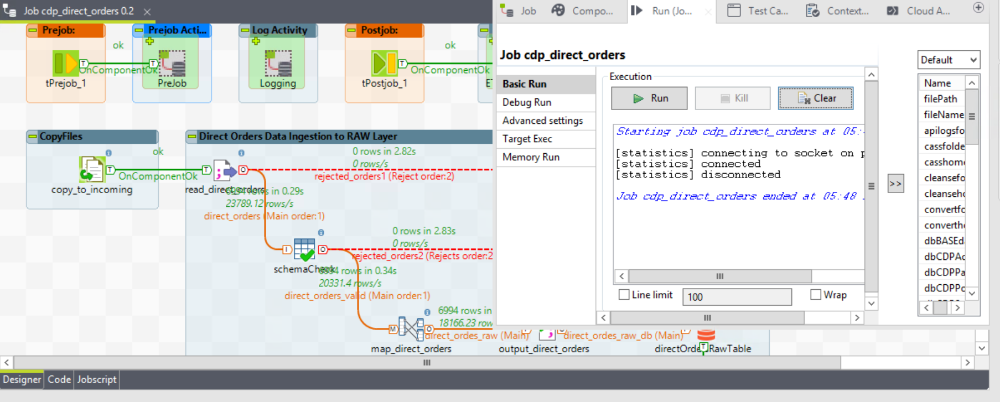 Job cdp_direct_orders 0.2
Job
Compo...
Run (Jo...
Test Ca...
Context...
Cloud A...
Prejob:
Prejob Acti...
Log Activity
Postjob:
ok
ok
OnComponentOk
OnComponentOk
tPrejob_1
PreJob
Logging
tPostjob_1
CopyFiles
Direct Orders Data Ingestion to RAW Layer
ok
0 rows in 2.82s
0 rows/s
OnComponentOk
rejected_orders1 (Reject order:2)
copy_to_incoming
read_direct_orders
6994 rows in 0.29s
23789.12 rows/s
direct_orders (Main order:1)
0 rows in 2.83s
0 rows/s
rejected_orders2 (Rejects order:2
schemaCheck
6994 rows in 0.34s
20331.4 rows/s
direct_orders_valid (Main order:1)
6994 rows in
18166.23 row
direct_ordes_raw (Main)
direct_ordes_raw_db (Main)
map_direct_orders
output_direct_orders
Designer
Code
Jobscript
Job cdp_direct_orders
Basic Run
Debug Run
Advanced settings
Target Exec
Memory Run
Execution
Run
Kill
Clear
Starting job cdp_direct_orders at 05:
[statistics] connecting to socket on p
[statistics] connected
[statistics] disconnected
Job cdp_direct_orders ended at 05:48
Line limit
100
Wrap
>>
Default
Name
filePath
fileName
apilogsfo
cassfolde
casshom
cleansefo
cleanseh
convertfo
converth
dbBASEd
dbCDPAd
dbCDPPa
dbCDPPo